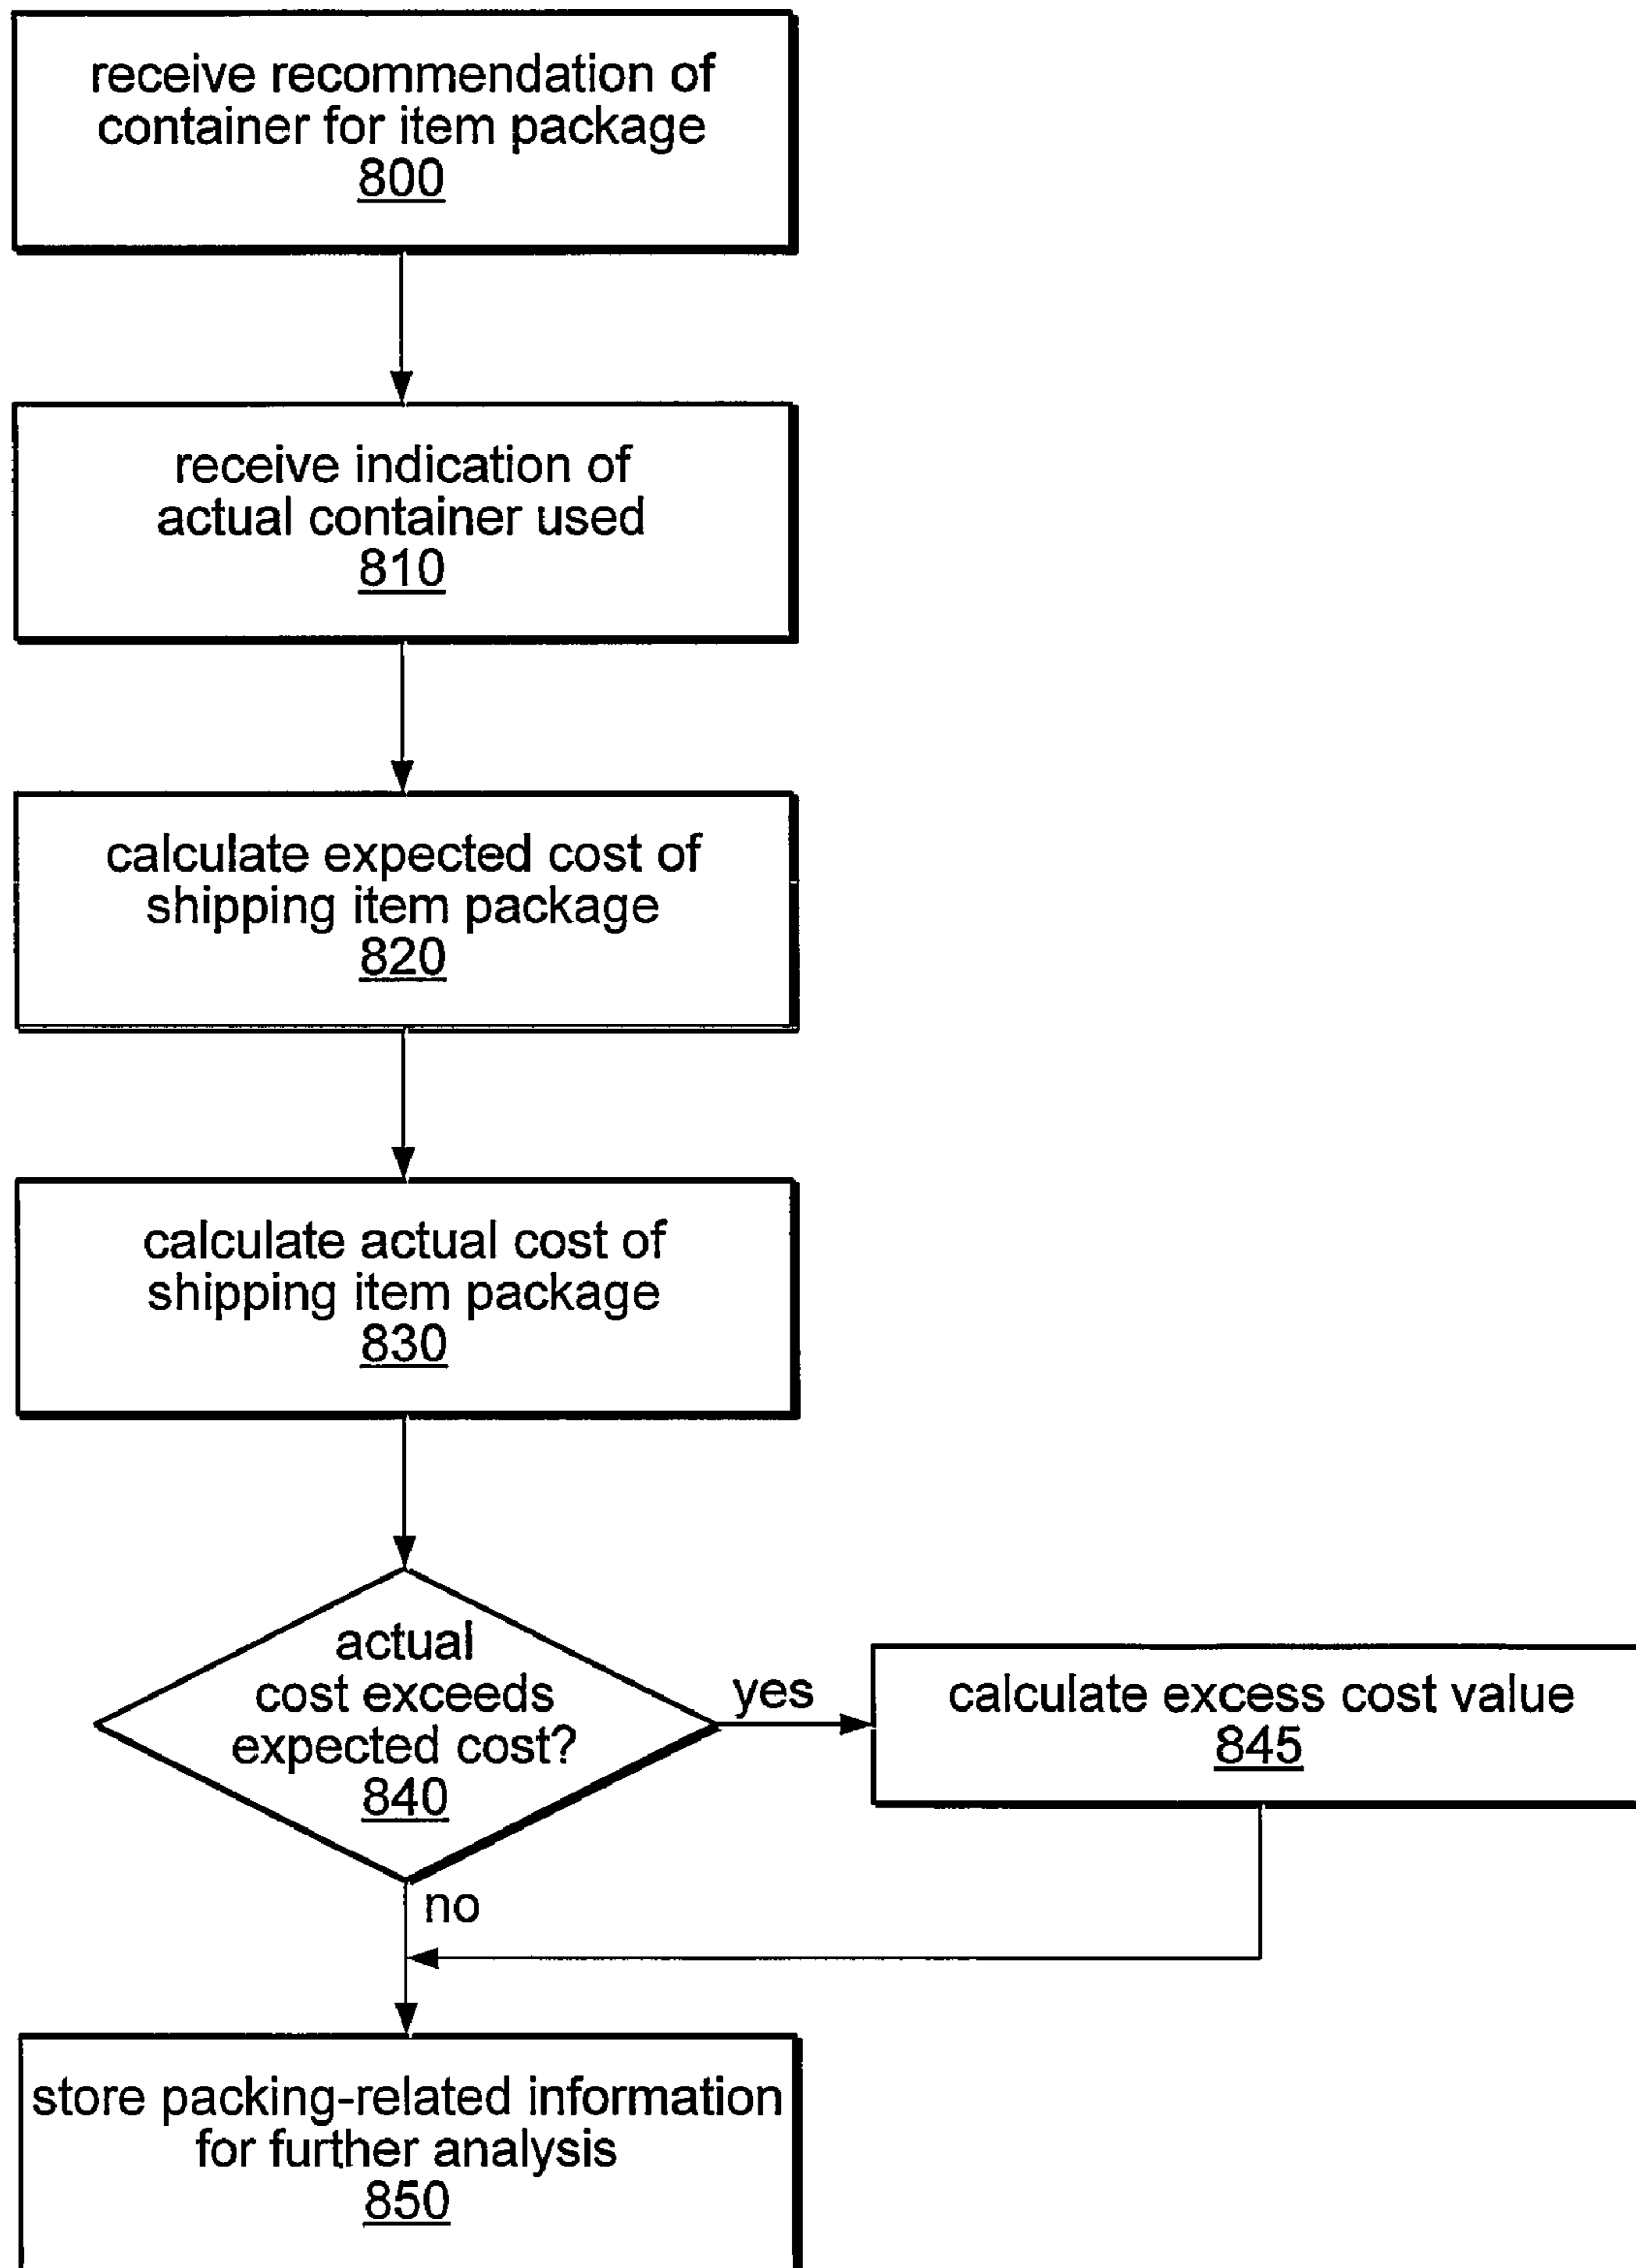 receive recommendation of
container for item package
800
receive indication of
actual container used
810
calculate expected cost of
shipping item package
820
calculate actual cost of
shipping item package
830
actual
cost exceeds
expected cost?
840
yes
calculate excess cost value
845
no
store packing-related information
for further analysis
850